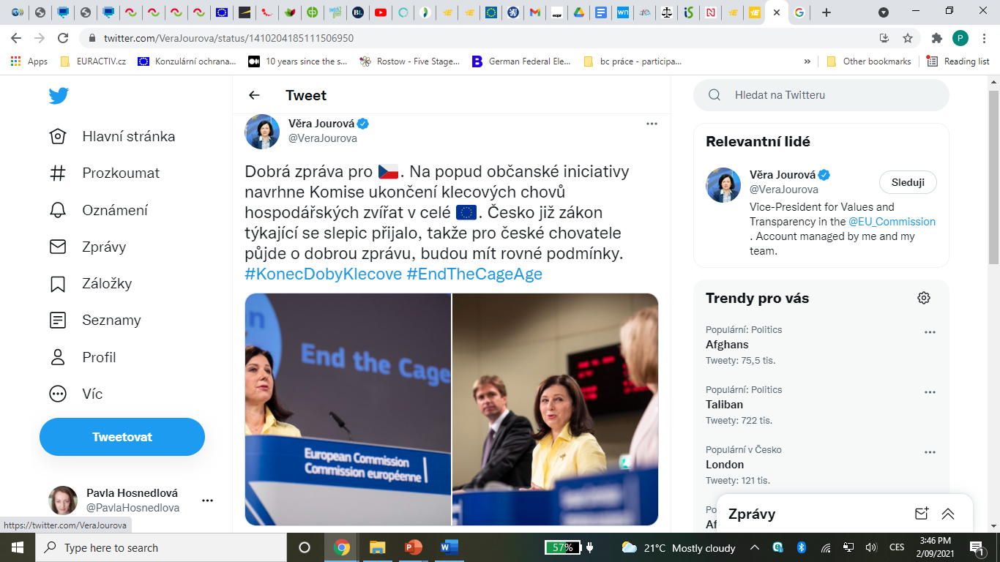 twitter.com/VeraJourova/status/1410204185111506950
Apps
EURACTIV.cz
Konzulární ochrana...
10 years since the s...
Rostow - Five Stage...
German Federal Ele...
bc práce - participa...
»
Other bookmarks
Reading list
Hlavní stránka
Prozkoumat
Oznámení
Zprávy
Záložky
Seznamy
Profil
Víc
Tweetovat
Pavla Hosnedlová
@PavlaHosnedlova
https://twitter.com/VeraJourova
Tweet
Věra Jourová
@VeraJourova
Dobrá zpráva pro 🇨🇿. Na popud občanské iniciativy
navrhne Komise ukončení klecových chovů
hospodářských zvířat v celé 🇪🇺. Česko již zákon
týkající se slepic přijalo, takže pro české chovatele
půjde o dobrou zprávu, budou mít rovné podmínky.
#KonecDobyKlecove #EndTheCageAge
End the Cage
European Commission
Commission européenne
Hledat na Twitteru
Relevantní lidé
Věra Jourová
@VeraJourova
Sleduji
Vice-President for Values and
Transparency in the @EU_Commission
. Account managed by me and my
team.
Trendy pro vás
Populární: Politics
Afghans
Tweety: 75,5 tis.
Populární: Politics
Taliban
Tweety: 722 tis.
Populární v Česko
London
Tweety: 121 tis.
Zprávy
Type here to search
57%
21°C Mostly cloudy
CES
3:46 PM
2/09/2021
1